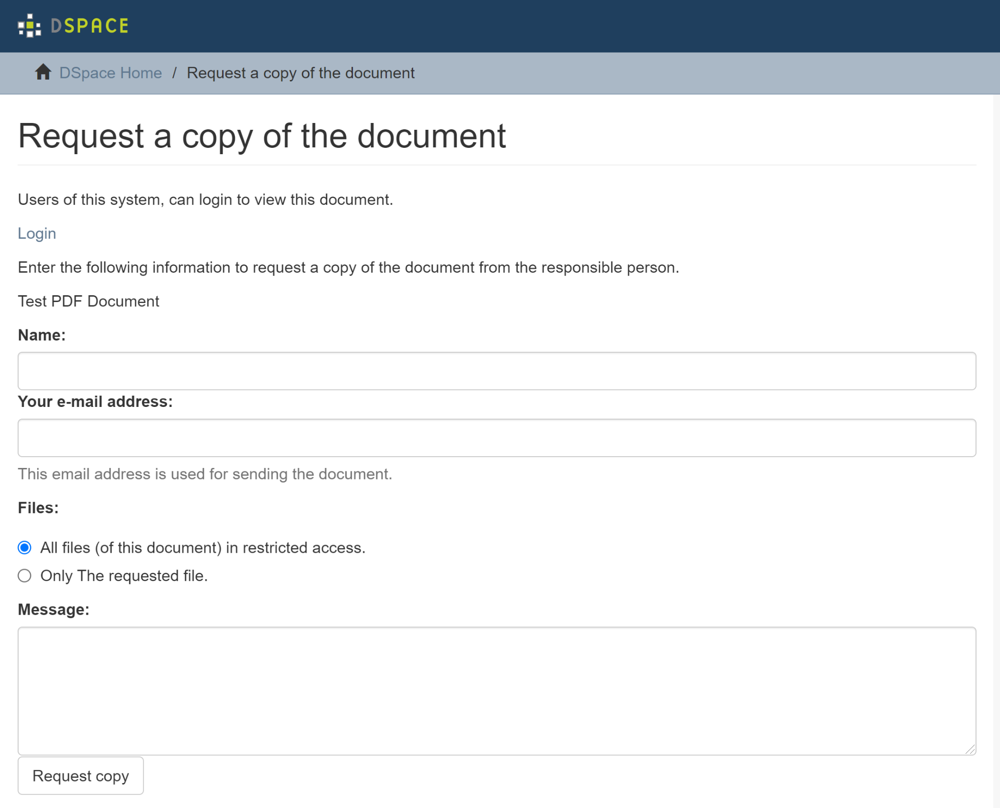 DSPACE
DSpace Home / Request a copy of the document
Request a copy of the document
Users of this system, can login to view this document.
Login
Enter the following information to request a copy of the document from the responsible person.
Test PDF Document
Name:
Your e-mail address:
This email address is used for sending the document.
Files:
All files (of this document) in restricted access.
Only The requested file.
Message:
Request copy